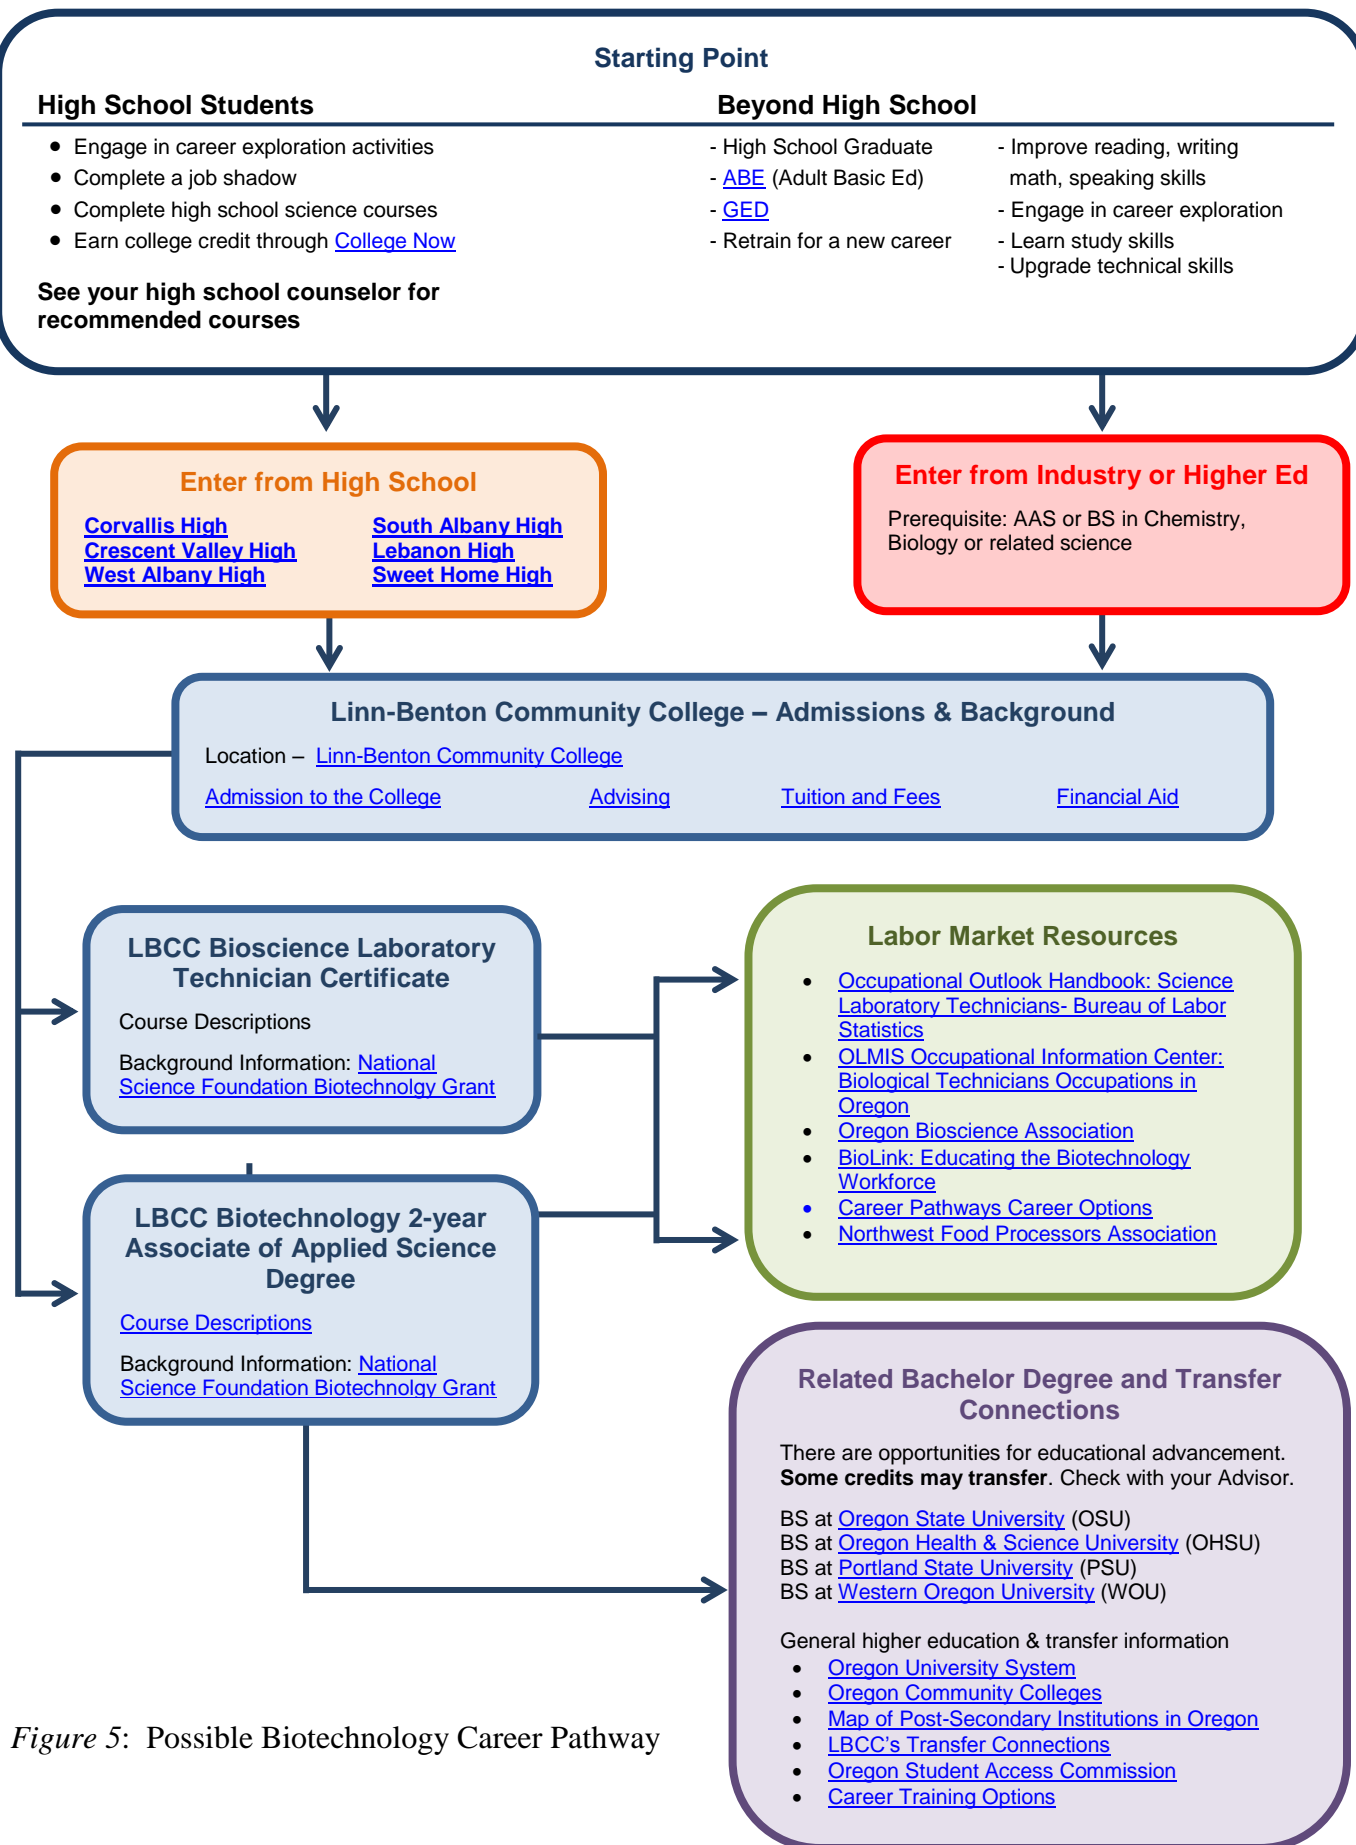 Starting Point
High School Students
• Engage in career exploration activities
• Complete a job shadow
• Complete high school science courses
• Earn college credit through College Now
See your high school counselor for
recommended courses
Beyond High School
- High School Graduate
- ABE (Adult Basic Ed)
- GED
- Retrain for a new career
- Improve reading, writing
math, speaking skills
- Engage in career exploration
- Learn study skills
- Upgrade technical skills
Enter from High School
Corvallis High
Crescent Valley High
West Albany High
South Albany High
Lebanon High
Sweet Home High
Enter from Industry or Higher Ed
Prerequisite: AAS or BS in Chemistry,
Biology or related science
Linn-Benton Community College – Admissions & Background
Location – Linn-Benton Community College
Admission to the College Advising Tuition and Fees Financial Aid
LBCC Bioscience Laboratory
Technician Certificate
Course Descriptions
Background Information: National
Science Foundation Biotechnolgy Grant
Labor Market Resources
• Occupational Outlook Handbook: Science
Laboratory Technicians- Bureau of Labor
Statistics
• OLMIS Occupational Information Center:
Biological Technicians Occupations in
Oregon
• Oregon Bioscience Association
• BioLink: Educating the Biotechnology
Workforce
• Career Pathways Career Options
• Northwest Food Processors Association
LBCC Biotechnology 2-year
Associate of Applied Science
Degree
Course Descriptions
Background Information: National
Science Foundation Biotechnolgy Grant
Related Bachelor Degree and Transfer
Connections
There are opportunities for educational advancement.
Some credits may transfer. Check with your Advisor.
BS at Oregon State University (OSU)
BS at Oregon Health & Science University (OHSU)
BS at Portland State University (PSU)
BS at Western Oregon University (WOU)
General higher education & transfer information
• Oregon University System
• Oregon Community Colleges
• Map of Post-Secondary Institutions in Oregon
• LBCC's Transfer Connections
• Oregon Student Access Commission
• Career Training Options
Figure 5: Possible Biotechnology Career Pathway